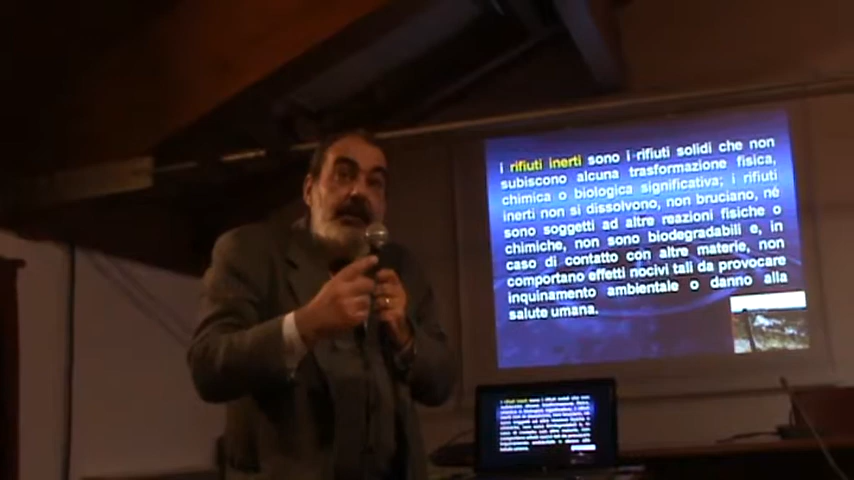 i rifiuti inerti sono i rifiuti solidi che non
subiscono alcuna trasformazione fisica,
chimica o biologica significativa; i rifiuti
inerti non si dissolvono, non bruciano, né
sono soggetti ad altre reazioni fisiche o
chimiche, non sono biodegradabili e, in
caso di contatto con altre materie, non
comportano effetti nocivi tali da provocare
inquinamento ambientale o danno alla
salute umana.